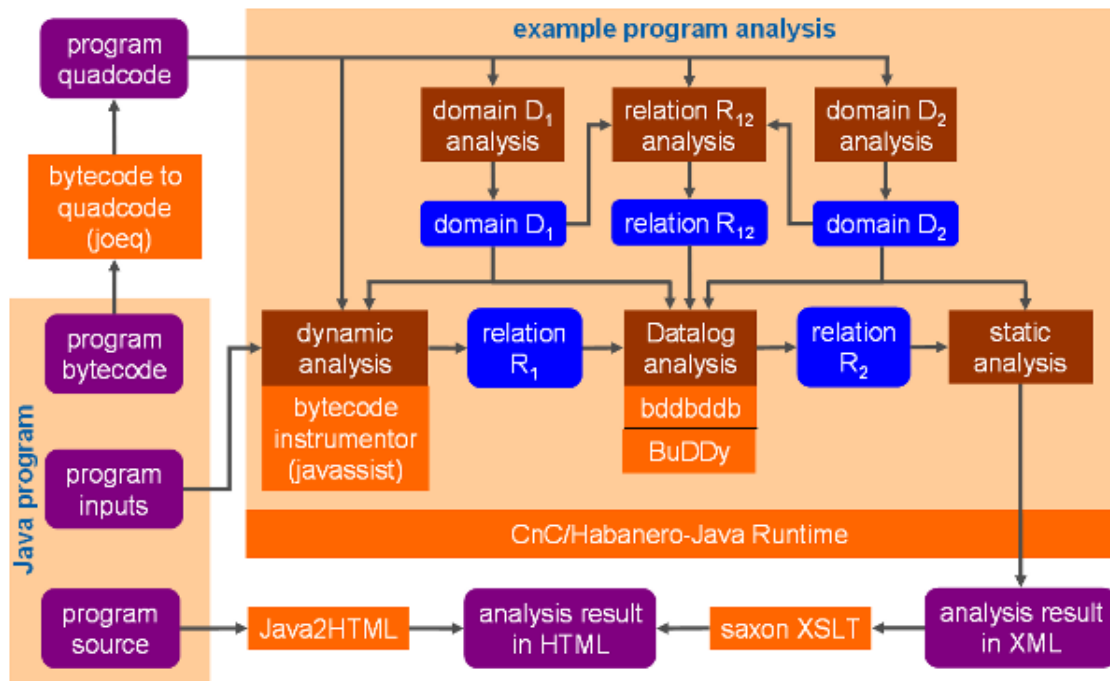 program
quadcode
example program analysis
domain D₁
analysis
relation R₁₂
analysis
domain D₂
analysis
bytecode to
quadcode
(joeq)
domain D₁
relation R₁₂
domain D₂
Java program
program
bytecode
dynamic
analysis
relation
R₁
Datalog
analysis
relation
R₂
static
analysis
bytecode
instrumentor
(javassist)
bddbddb
BuDDy
program
inputs
CnC/Habanero-Java Runtime
program
source
Java2HTML
analysis result
in HTML
saxon XSLT
analysis result
in XML